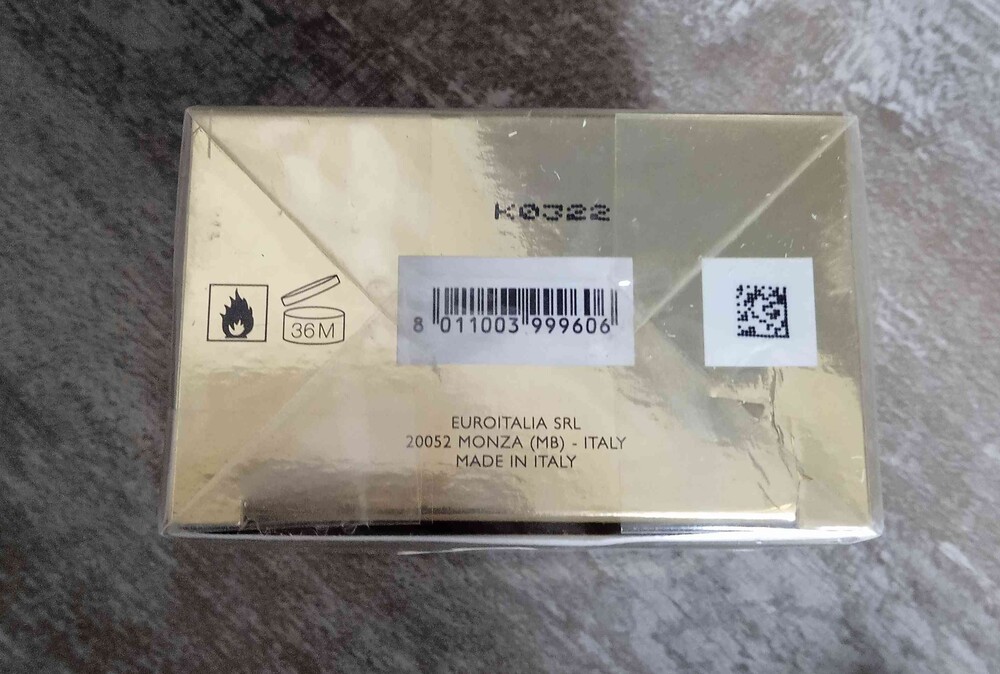 K0322
36M
8 011003 999606
EUROITALIA SRL
20052 MONZA (MB) - ITALY
MADE IN ITALY